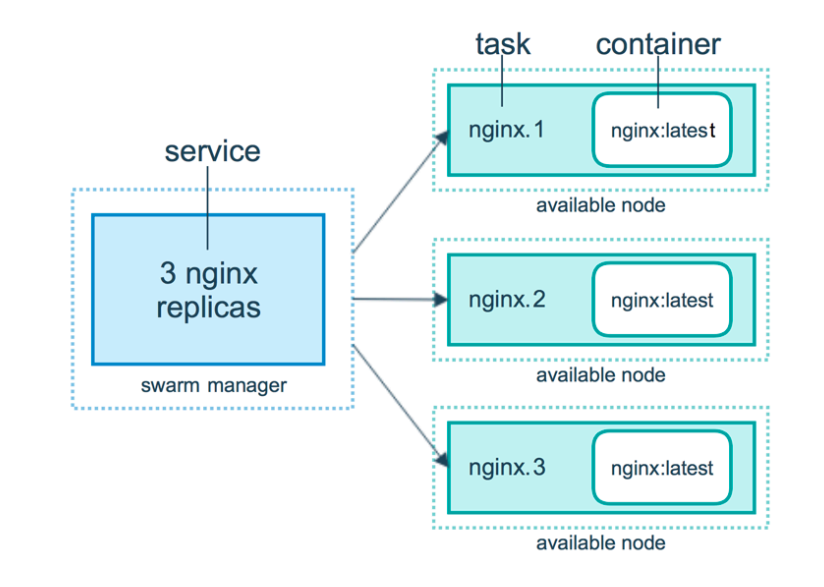 task
container
nginx.1
nginx:latest
available node
service
3 nginx
replicas
swarm manager
nginx.2
nginx:latest
available node
nginx.3
nginx:latest
available node